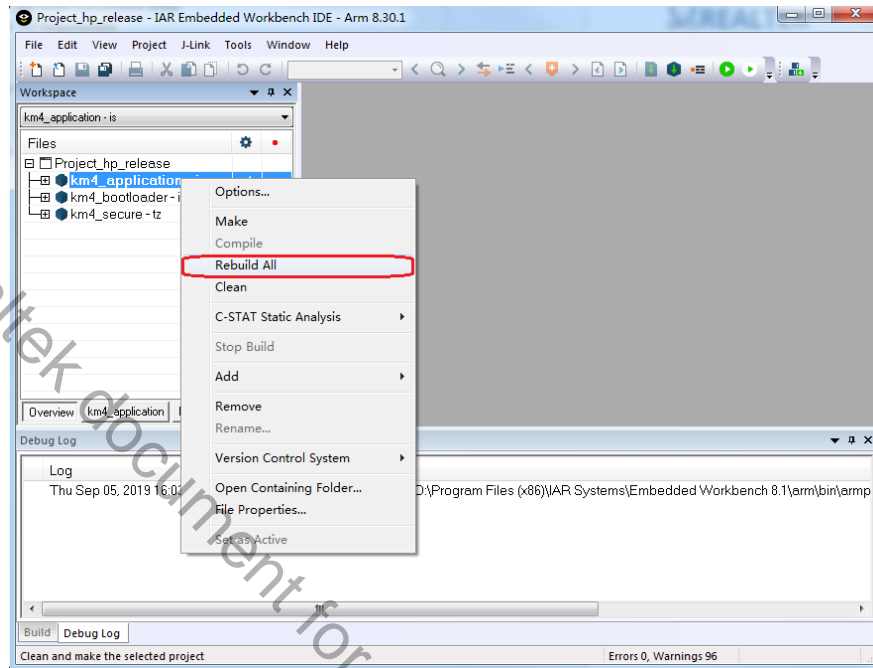 Project_hp_release - IAR Embedded Workbench IDE - Arm 8.30.1
File Edit View Project J-Link Tools Window Help
Workspace
km4_application - is
Files
Project_hp_release
km4_application
km4_bootloader - i
km4_secure - tz
Options...
Make
Compile
Rebuild All
Clean
C-STAT Static Analysis
Stop Build
Add
Remove
Rename...
Version Control System
Open Containing Folder...
File Properties...
Set as Active
Overview km4_application
Debug Log
Log
Thu Sep 05, 2019 16:0 D:\Program Files (x86)\IAR Systems\Embedded Workbench 8.1\arm\bin\armp
Build Debug Log
Clean and make the selected project Errors 0, Warnings 96
REALTE
ltek document for